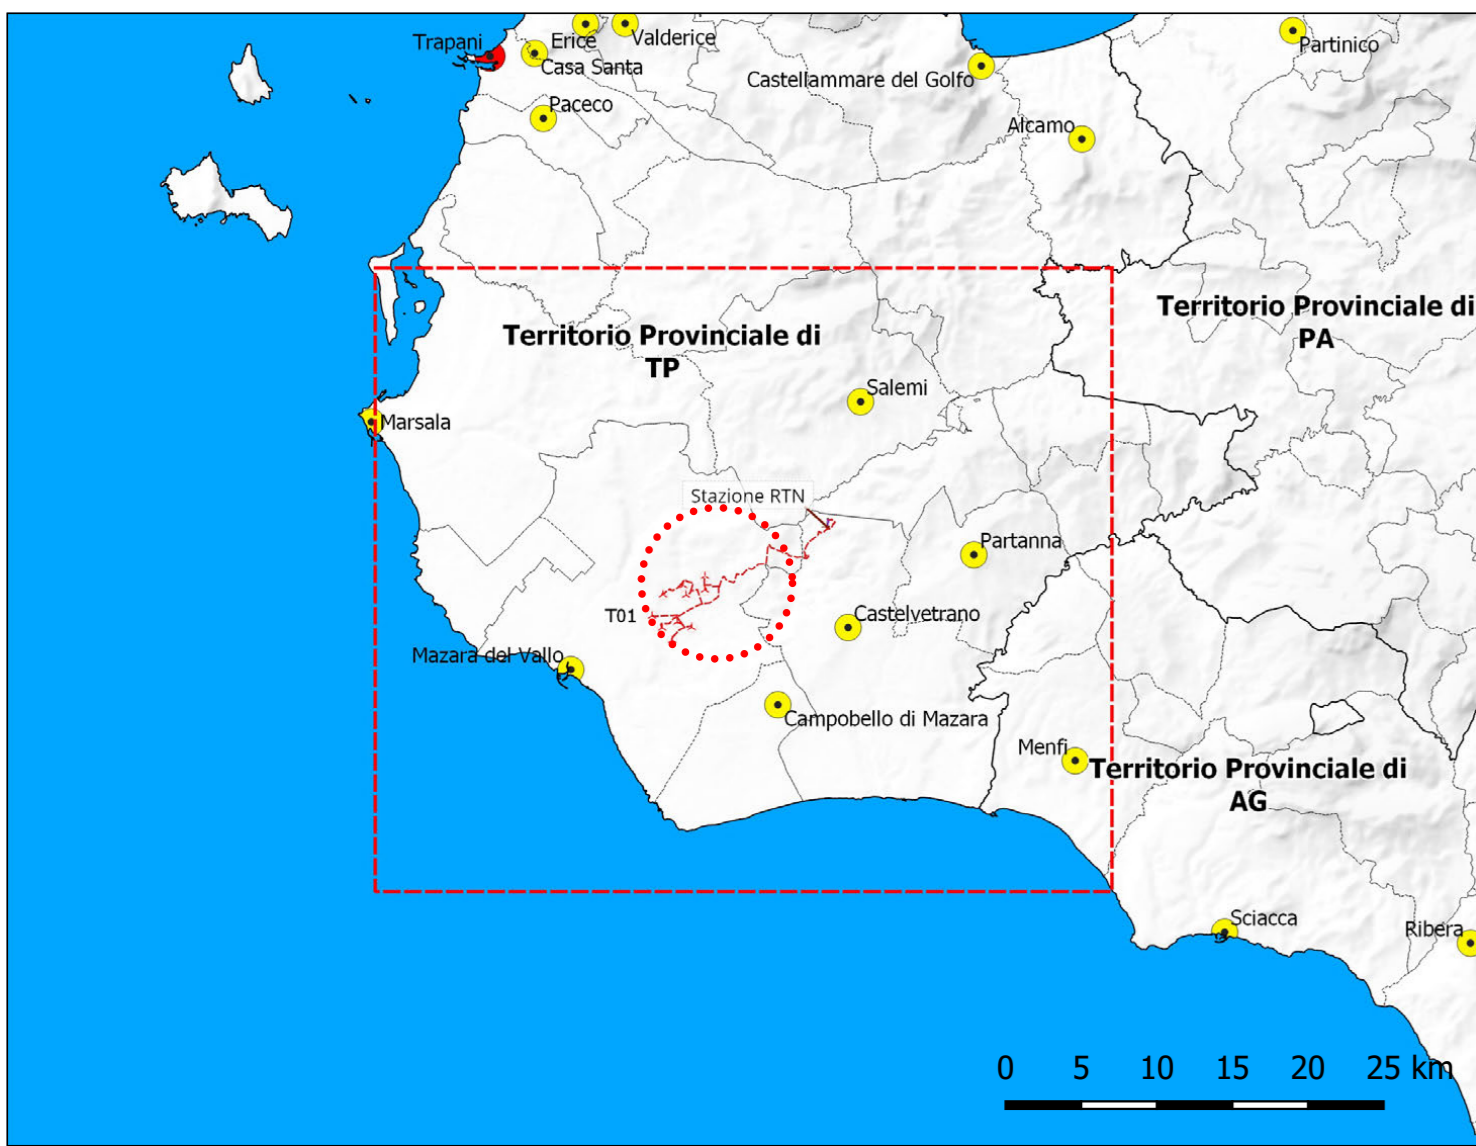 Trapani
Erice
Valderice
Casa Santa
Partinico
Castellammare del Golfo
Paceco
Alcamo
Territorio Provinciale di
PA
Territorio Provinciale di
TP
Salemi
Marsala
Stazione RTN
Partanna
T01
Castelvetrano
Mazara del Vallo
Campobello di Mazara
Menfi
Territorio Provinciale di
AG
Sciacca
Ribera
0 5 10 15 20 25 km